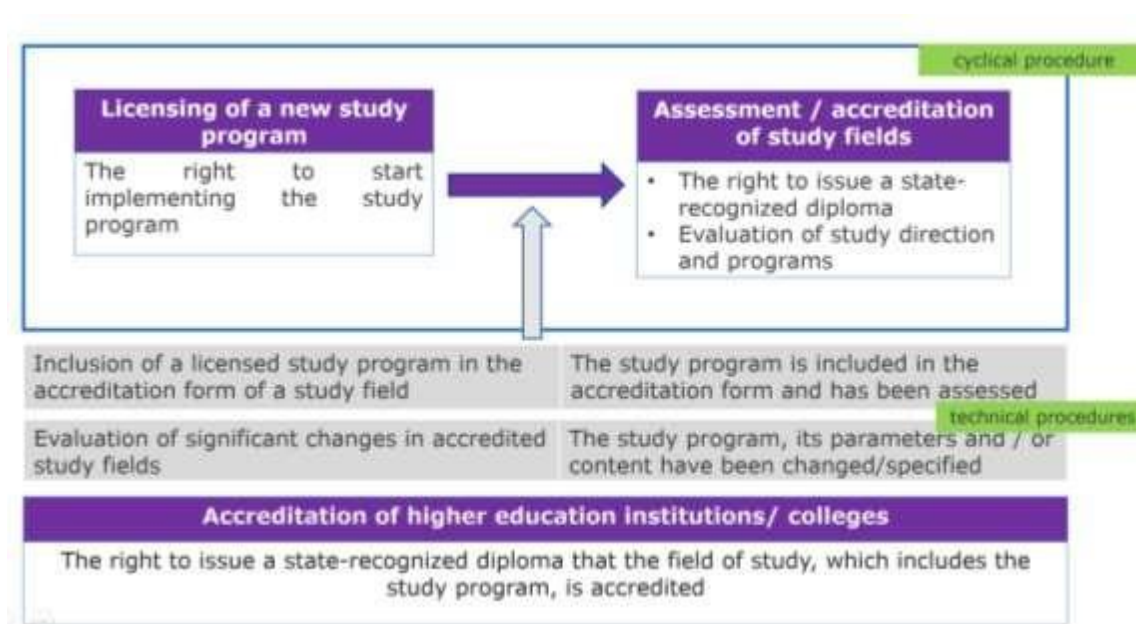 cyclical procedure
Licensing of a new study
program
The right to start
implementing the study
program
Assessment / accreditation
of study fields
• The right to issue a state-
recognized diploma
• Evaluation of study direction
and programs
Inclusion of a licensed study program in the
accreditation form of a study field
The study program is included in the
accreditation form and has been assessed
technical procedures
Evaluation of significant changes in accredited
study fields
The study program, its parameters and / or
content have been changed/specified
Accreditation of higher education institutions/ colleges
The right to issue a state-recognized diploma that the field of study, which includes the
study program, is accredited